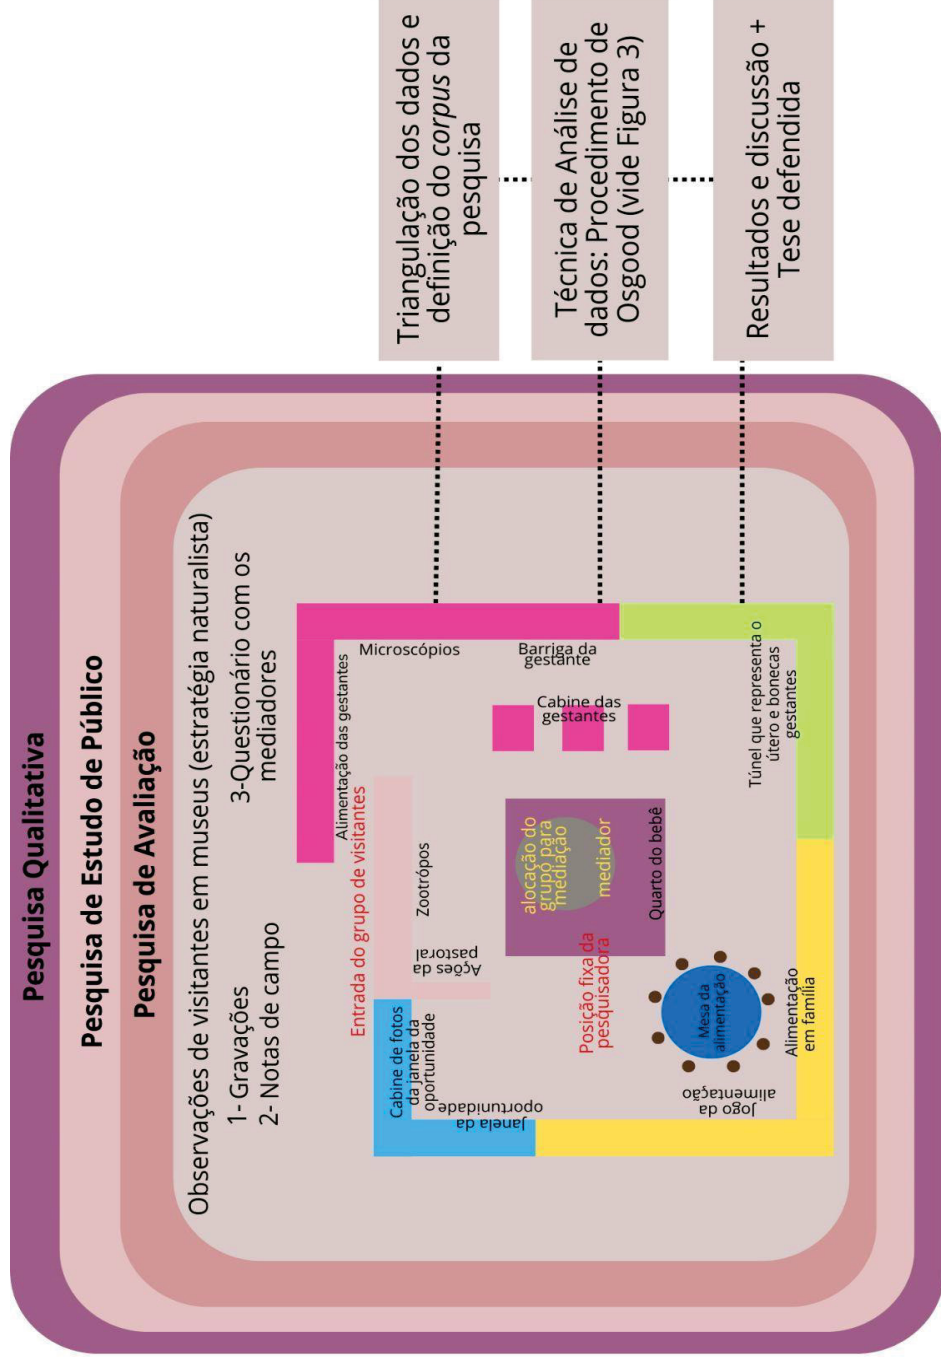 Pesquisa Qualitativa
Pesquisa de Estudo de Público
Pesquisa de Avaliação
Observações de visitantes em museus (estratégia naturalista)
1- Gravações
2- Notas de campo
3-Questionário com os
mediadores
Entrada do grupo de visitantes
Alimentação das gestantes
Cabine de fotos
da janela da
oportunidade
Janela da
oportunidade
Ações da
pastoral
Zootrópos
Microscópios
Barriga da
gestante
Cabine das
gestantes
alocação do
grupo para
mediação
mediador
Posição fixa da
pesquisadora
Quarto do bebê
Mesa da
alimentação
Jogo da
alimentação
Alimentação
em família
Túnel que representa o
útero e bonecas
gestantes
Triangulação dos dados e
definição do corpus da
pesquisa
Técnica de Análise de
dados: Procedimento de
Osgood (vide Figura 3)
Resultados e discussão +
Tese defendida